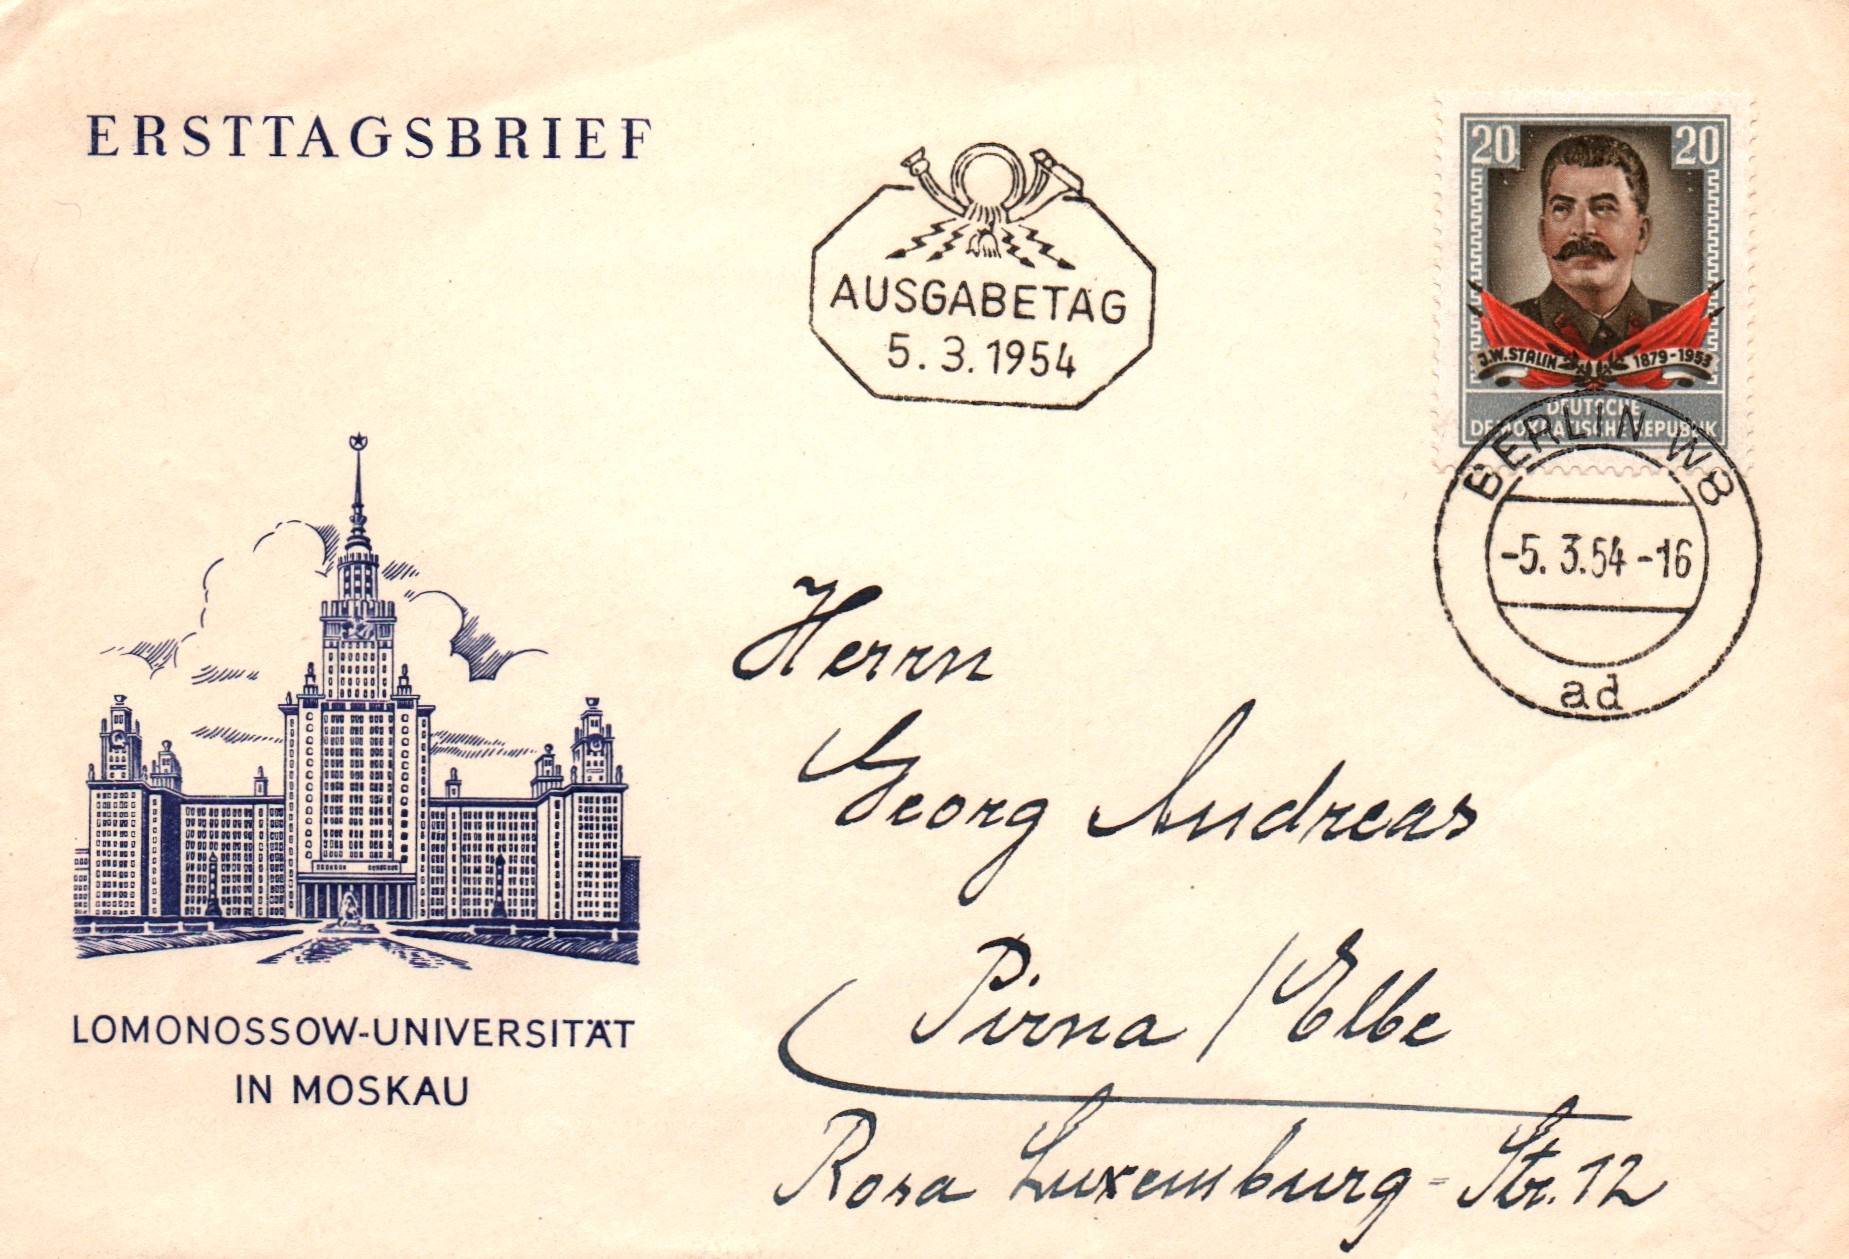 ERSTTAGSBRIEF
AUSGABETAG
5.3.1954
20 20
J.W. STALIN 1879-1953
DEUTSCHE
DEMOKRATISCHE REPUBLIK
BERLIN W8
-5.3.54-16
ad
Herrn
Georg Andreas
Pirna / Elbe
Rosa Luxemburg-Str. 12
LOMONOSSOW-UNIVERSITÄT
IN MOSKAU